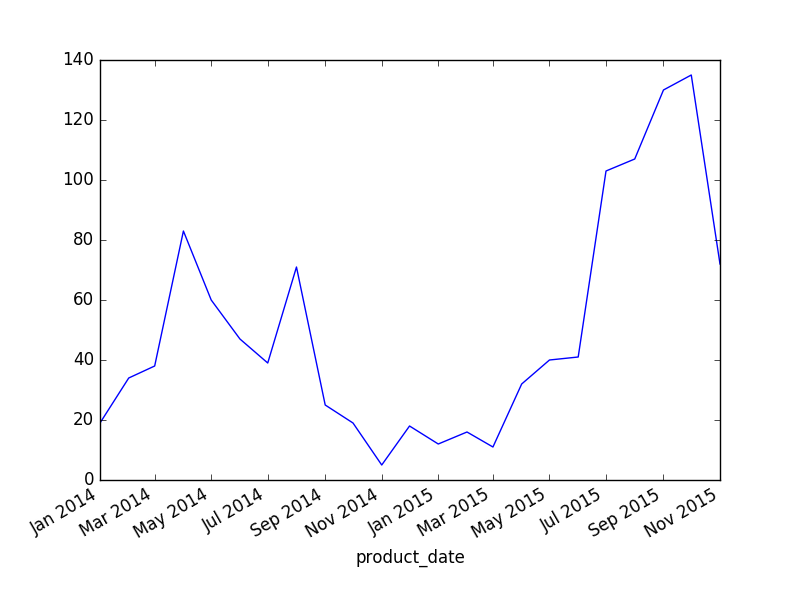 140
120
100
80
60
40
20
0
Jan 2014
Mar 2014
May 2014
Jul 2014
Sep 2014
Nov 2014
Jan 2015
Mar 2015
May 2015
Jul 2015
Sep 2015
Nov 2015
product_date